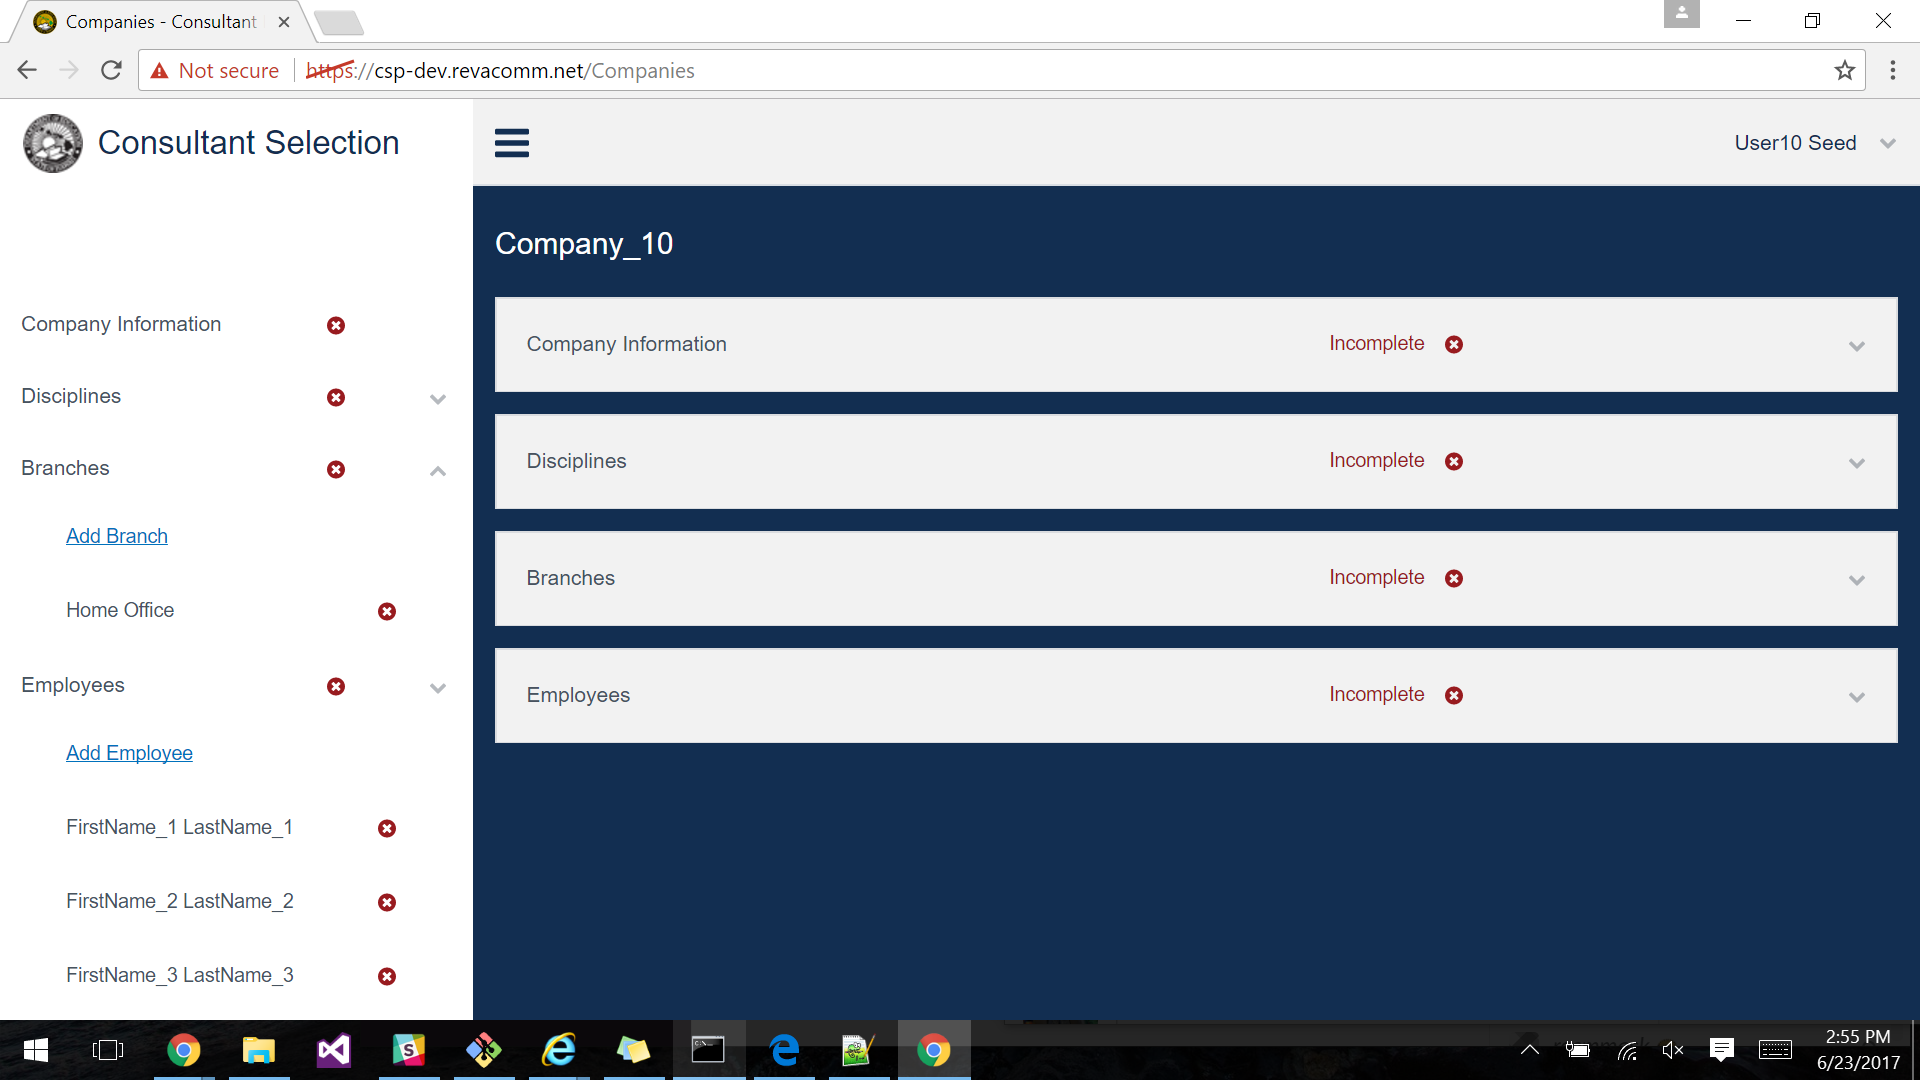 Companies - Consultant
Not secure
https://csp-dev.revacomm.net/Companies
Consultant Selection
User10 Seed
Company Information
Disciplines
Branches
Add Branch
Home Office
Employees
Add Employee
FirstName_1 LastName_1
FirstName_2 LastName_2
FirstName_3 LastName_3
Company_10
Company Information Incomplete
Disciplines Incomplete
Branches Incomplete
Employees Incomplete
2:55 PM
6/23/2017